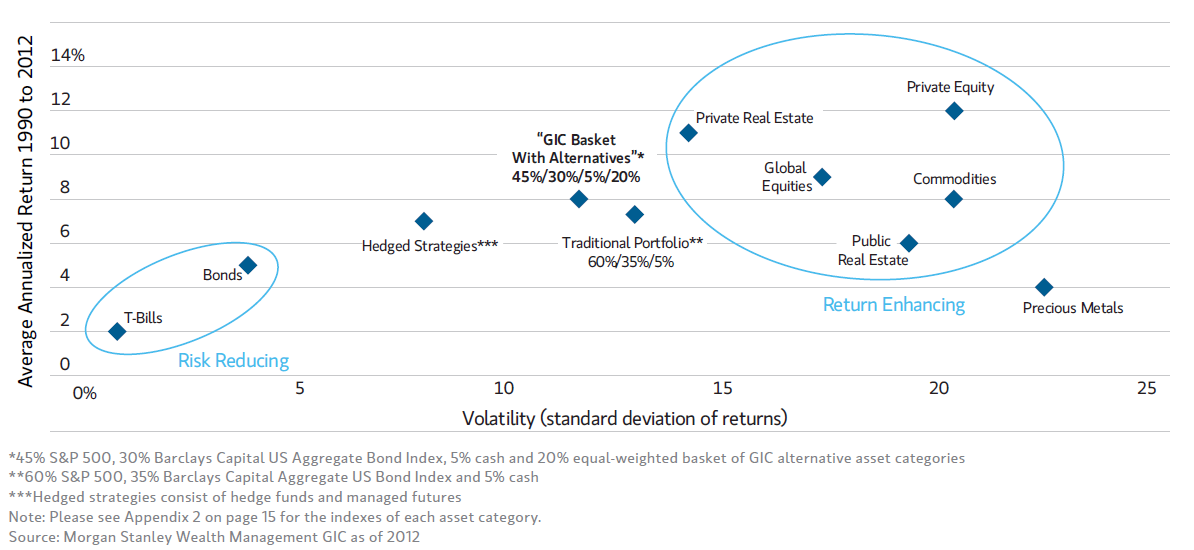 Average Annualized Return 1990 to 2012
14%
12
10
8
6
4
2
0
Private Equity
Private Real Estate
“GIC Basket
With Alternatives”*
45%/30%/5%/20%
Global
Equities
Commodities
Hedged Strategies***
Traditional Portfolio**
60%/35%/5%
Public
Real Estate
Bonds
T-Bills
Return Enhancing
Precious Metals
Risk Reducing
0%
5
10
15
20
25
Volatility (standard deviation of returns)
*45% S&P 500, 30% Barclays Capital US Aggregate Bond Index, 5% cash and 20% equal-weighted basket of GIC alternative asset categories
**60% S&P 500, 35% Barclays Capital Aggregate US Bond Index and 5% cash
***Hedged strategies consist of hedge funds and managed futures
Note: Please see Appendix 2 on page 15 for the indexes of each asset category.
Source: Morgan Stanley Wealth Management GIC as of 2012